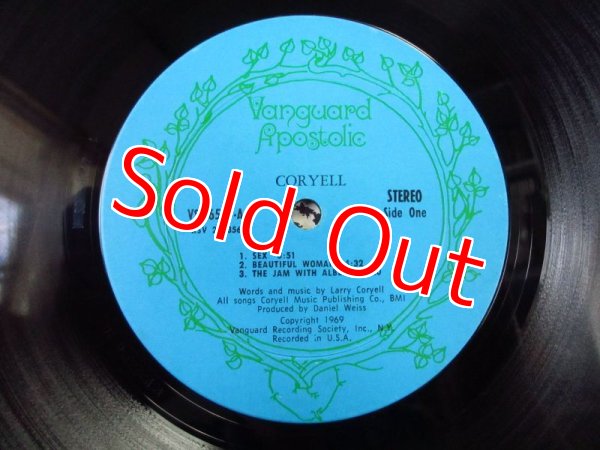 Vanguard
Apostolic
CORYELL
STEREO
Side One
Sold Out
1. SEX
2. BEAUTIFUL WOMAN
3. THE JAM WITH
Words and music by Larry Coryell
All songs Coryell Music Publishing Co., BMI
Produced by Daniel Weiss
Copyright 1969
Vanguard Recording Society, Inc., N.Y.
Recorded in U.S.A.